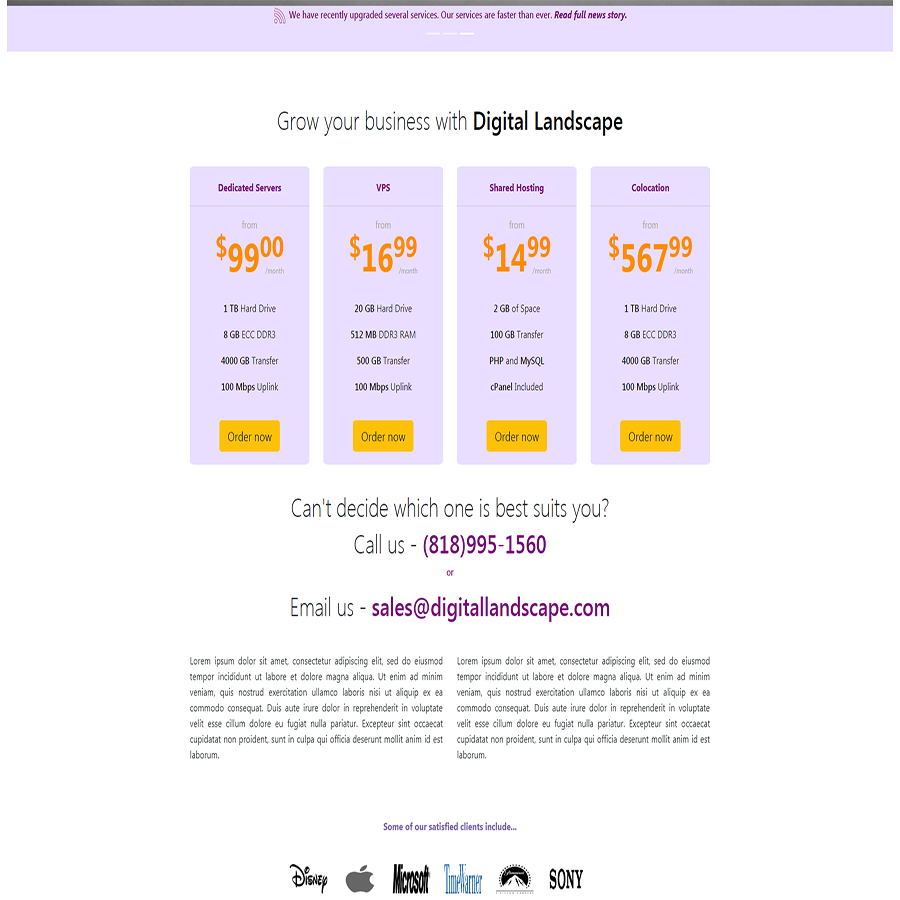 We have recently upgraded several services. Our services are faster than ever. Read full news story.
Grow your business with Digital Landscape
Dedicated Servers
from
$9900
/month
1 TB Hard Drive
8 GB ECC DDR3
4000 GB Transfer
100 Mbps Uplink
Order now
VPS
from
$1699
/month
20 GB Hard Drive
512 MB DDR3 RAM
500 GB Transfer
100 Mbps Uplink
Order now
Shared Hosting
from
$1499
/month
2 GB of Space
100 GB Transfer
PHP and MySQL
cPanel Included
Order now
Colocation
from
$56799
/month
1 TB Hard Drive
8 GB ECC DDR3
4000 GB Transfer
100 Mbps Uplink
Order now
Can't decide which one is best suits you?
Call us - (818)995-1560
or
Email us - sales@digitallandscape.com
Lorem ipsum dolor sit amet, consectetur adipiscing elit, sed do eiusmod
tempor incididunt ut labore et dolore magna aliqua. Ut enim ad minim
veniam, quis nostrud exercitation ullamco laboris nisi ut aliquip ex ea
commodo consequat. Duis aute irure dolor in reprehenderit in voluptate
velit esse cillum dolore eu fugiat nulla pariatur. Excepteur sint occaecat
cupidatat non proident, sunt in culpa qui officia deserunt mollit anim id est
laborum.
Lorem ipsum dolor sit amet, consectetur adipiscing elit, sed do eiusmod
tempor incididunt ut labore et dolore magna aliqua. Ut enim ad minim
veniam, quis nostrud exercitation ullamco laboris nisi ut aliquip ex ea
commodo consequat. Duis aute irure dolor in reprehenderit in voluptate
velit esse cillum dolore eu fugiat nulla pariatur. Excepteur sint occaecat
cupidatat non proident, sunt in culpa qui officia deserunt mollit anim id est
laborum.
Some of our satisfied clients include...
Disney
Microsoft
TimeWarner
Paramount
SONY